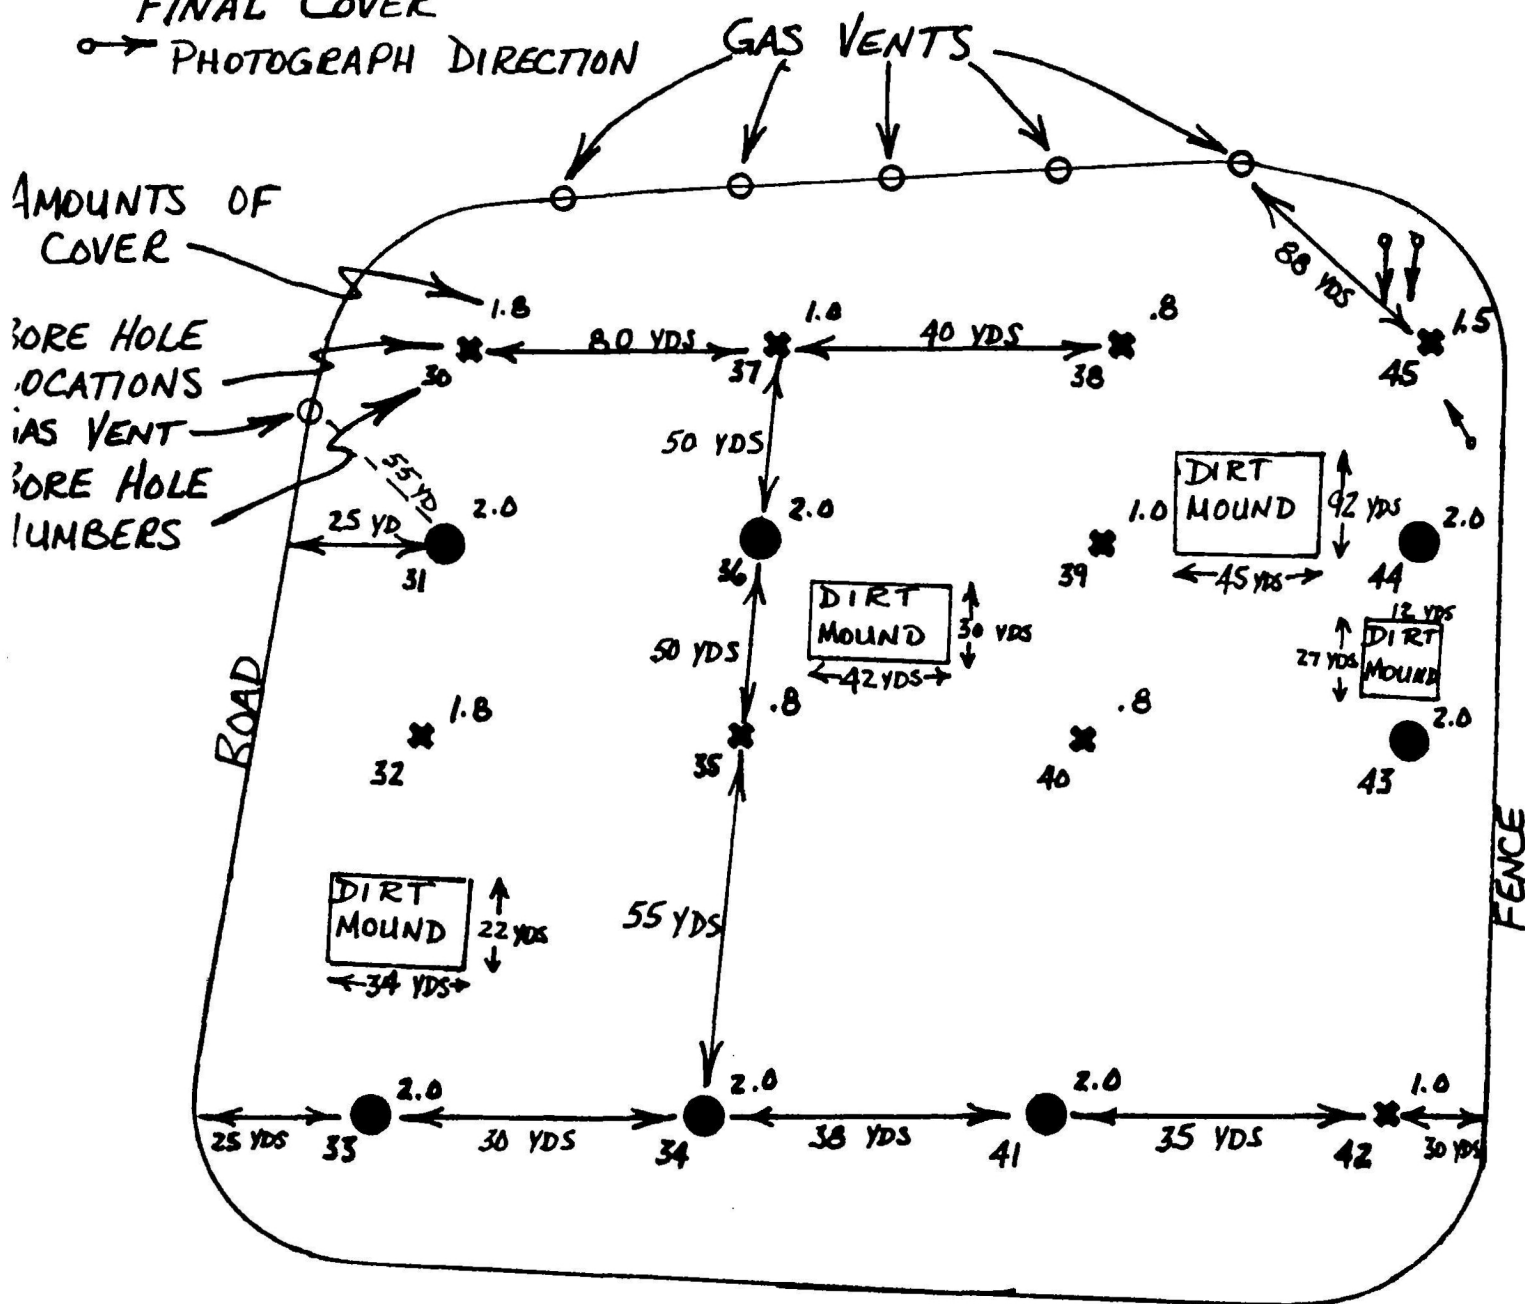 FINAL COVER
PHOTOGRAPH DIRECTION
GAS VENTS
AMOUNTS OF
COVER
88 YDS
1.8
1.0
.8
1.5
BORE HOLE
LOCATIONS
80 YDS
40 YDS
30
37
38
45
GAS VENT
50 YDS
BORE HOLE
NUMBERS
55 YD
25 YD
2.0
2.0
1.0
DIRT
MOUND
92 YDS
45 YDS
2.0
31
36
39
44
DIRT
MOUND
30 YDS
42 YDS
12 YDS
DIRT
MOUND
27 YDS
50 YDS
ROAD
1.8
.8
.8
2.0
32
35
40
43
FENCE
DIRT
MOUND
22 YDS
34 YDS
55 YDS
2.0
2.0
2.0
1.0
25 YDS
33
30 YDS
34
38 YDS
41
35 YDS
42
30 YDS